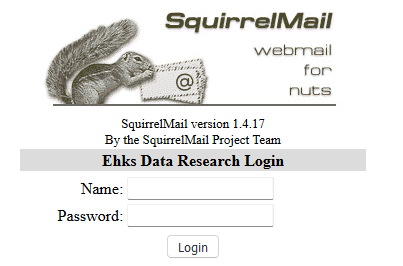 SquirrelMail
webmail
for
nuts
@
SquirrelMail version 1.4.17
By the SquirrelMail Project Team
Ehks Data Research Login
Name:
Password:
Login